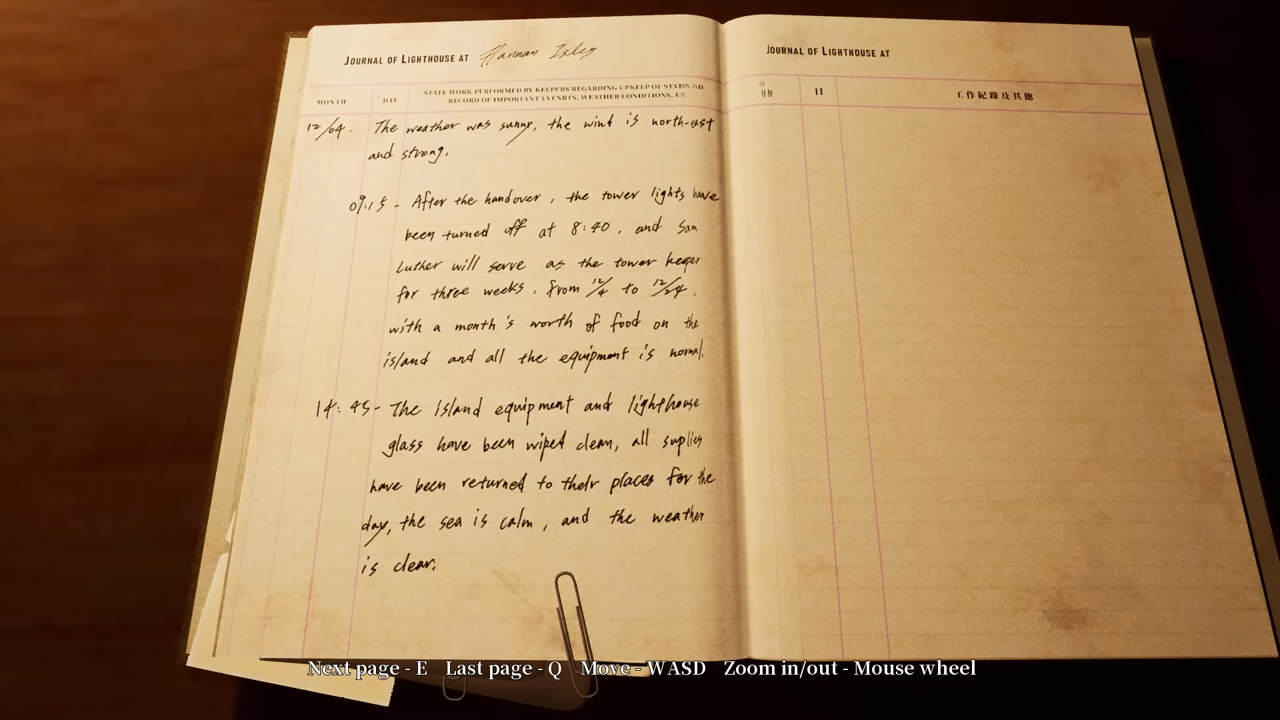 JOURNAL OF LIGHTHOUSE AT Hannan Isley
MONTH DAY STATE WORK PERFORMED BY KEEPERS REGARDING UPKEEP OF STATION AND
RECORD OF IMPORTANT EVENRTS, WEATHER CONDITIONS, Etc.
12/04: The weather was sunny, the wind is north-east
and strong.
09:15 - After the handover, the tower lights have
been turned off at 8:40, and Sam
Luther will serve as the tower keeper
for three weeks, from 12/4 to 12/24,
with a month's worth of food on the
island and all the equipment is normal.
14:45 - The Island equipment and lighthouse
glass have been wiped clean, all suplies
have been returned to their places for the
day, the sea is calm, and the weather
is clear.
JOURNAL OF LIGHTHOUSE AT
月份 日 工作紀錄及其他
Next page - E Last page - Q Move - WASD Zoom in/out - Mouse wheel